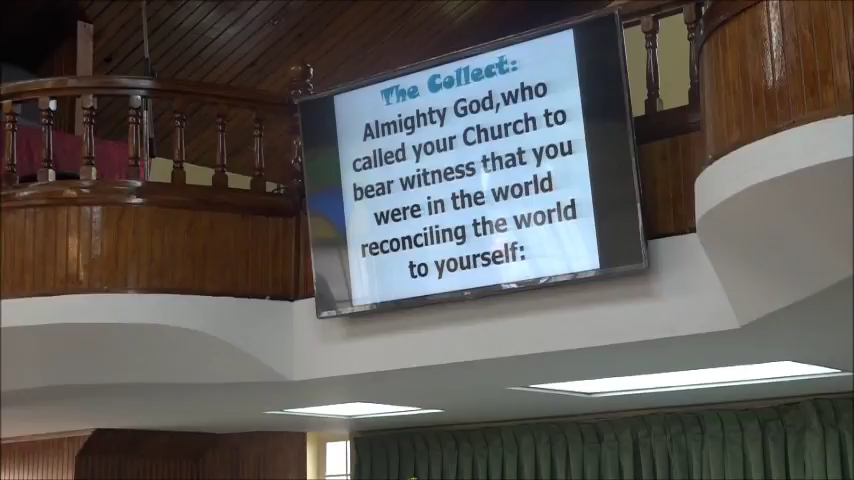 The Collect:
Almighty God,who
called your Church to
bear witness that you
were in the world
reconciling the world
to yourself: